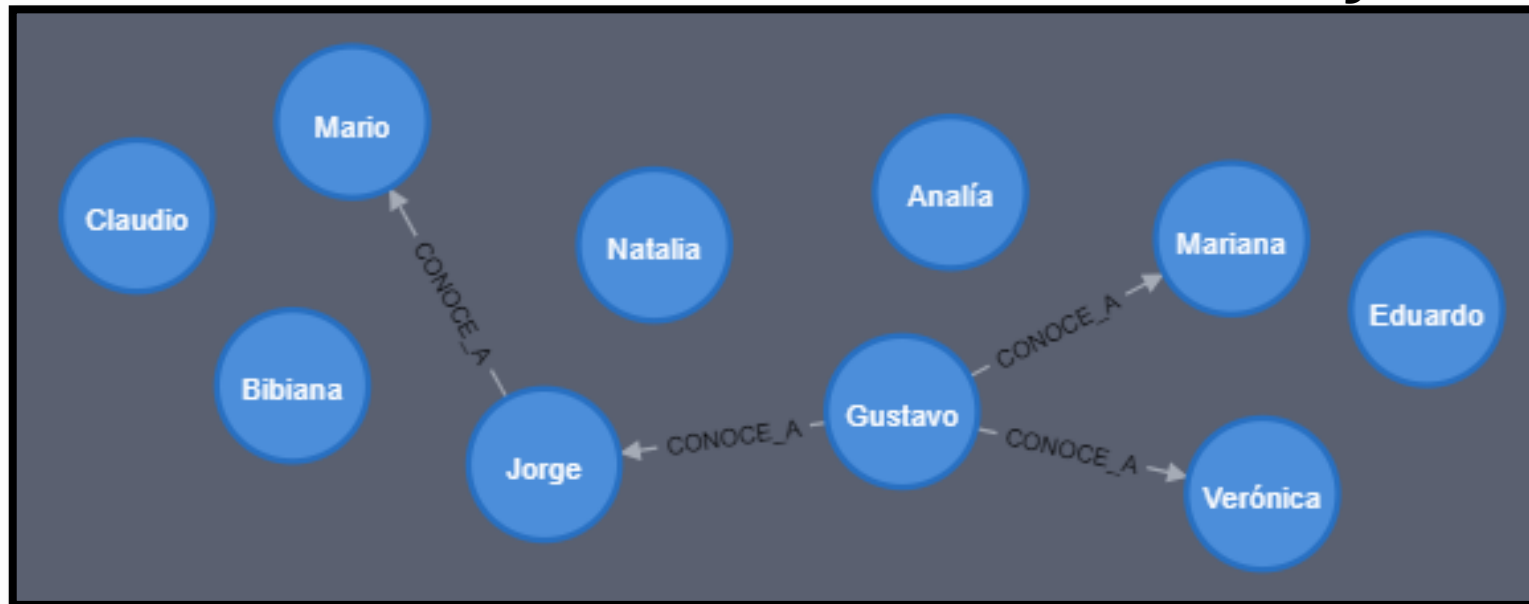 Mario
Claudio
Natalia
Analía
Mariana
Eduardo
CONOCE_A
CONOCE_A
Bibiana
Jorge
CONOCE_A
Gustavo
CONOCE_A
Verónica